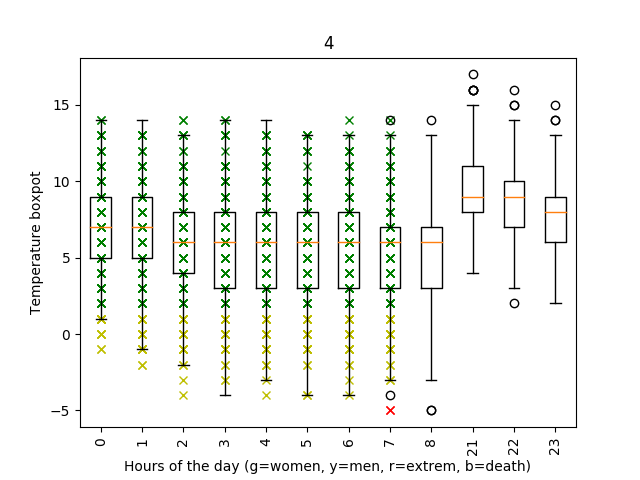 4
Temperature boxpot
15
10
5
0
−5
0 1 2 3 4 5 6 7 8 21 22 23
Hours of the day (g=women, y=men, r=extrem, b=death)